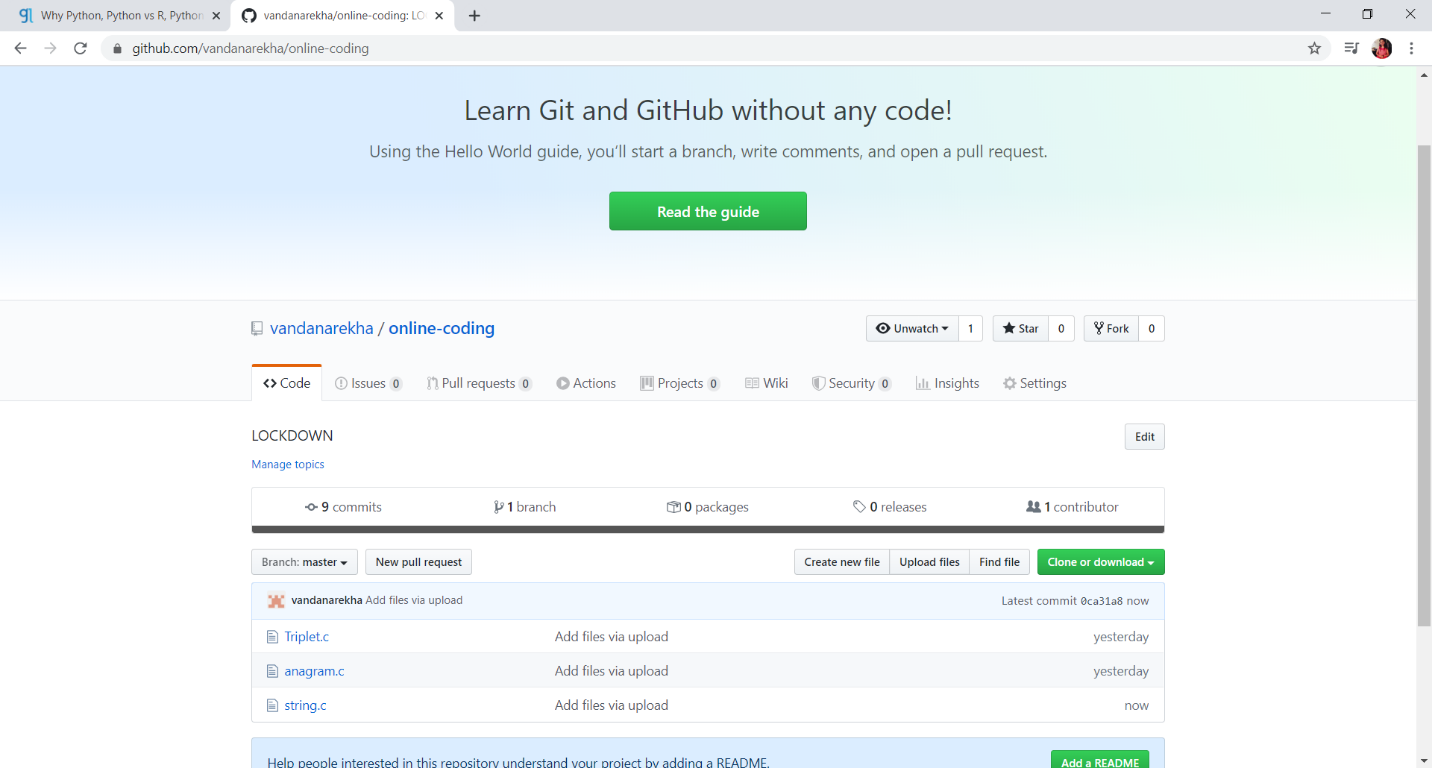 Why Python, Python vs R, Python
vandanarekha/online-coding: LO
github.com/vandanarekha/online-coding
Learn Git and GitHub without any code!
Using the Hello World guide, you’ll start a branch, write comments, and open a pull request.
Read the guide
vandanarekha / online-coding
Unwatch 1 Star 0 Fork 0
Code Issues 0 Pull requests 0 Actions Projects 0 Wiki Security 0 Insights Settings
LOCKDOWN
Edit
Manage topics
9 commits 1 branch 0 packages 0 releases 1 contributor
Branch: master New pull request Create new file Upload files Find file Clone or download
vandanarekha Add files via upload Latest commit 0ca31a8 now
Triplet.c Add files via upload yesterday
anagram.c Add files via upload yesterday
string.c Add files via upload now
Help people interested in this repository understand your project by adding a README. Add a README